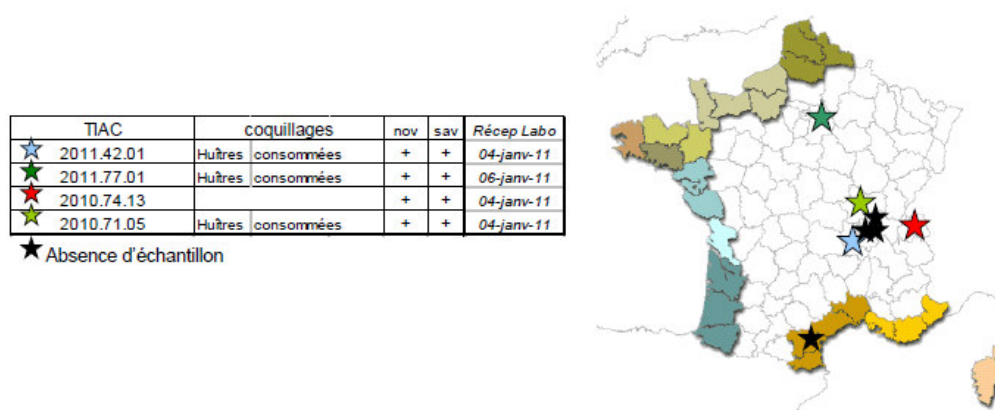 TIAC coquillages nov sav Récep Labo
2011.42.01 Huîtres consommées + + 04-janv-11
2011.77.01 Huîtres consommées + + 06-janv-11
2010.74.13 + + 04-janv-11
2010.71.05 Huîtres consommées + + 04-janv-11
Absence d'échantillon